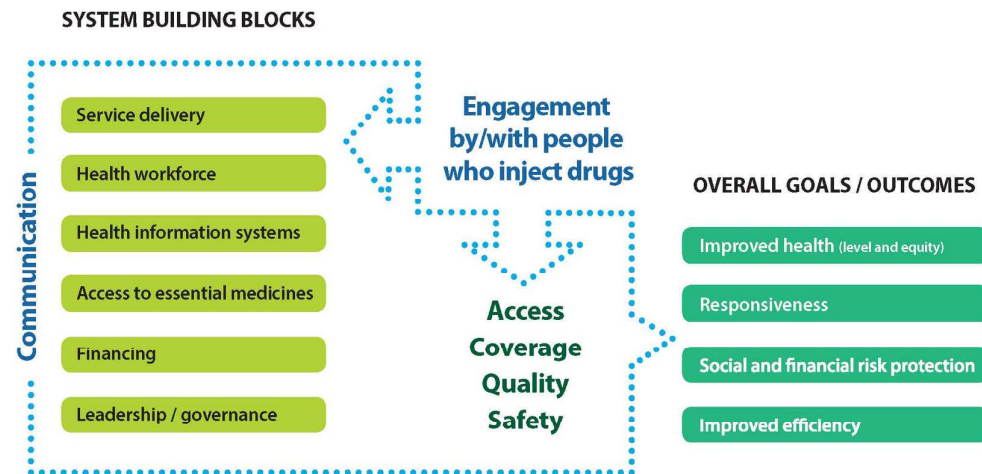 SYSTEM BUILDING BLOCKS
Communication
Service delivery
Health workforce
Health information systems
Access to essential medicines
Financing
Leadership / governance
Engagement
by/with people
who inject drugs
Access
Coverage
Quality
Safety
OVERALL GOALS / OUTCOMES
Improved health (level and equity)
Responsiveness
Social and financial risk protection
Improved efficiency